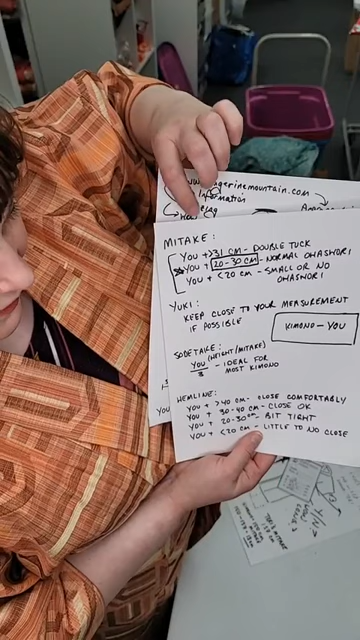 ngerinemountain.com
Information
MITAKE:
YOU + >31 CM - DOUBLE TUCK
YOU + 20-30 CM - NORMAL OHASHORI
YOU + <20 CM - SMALL OR NO
OHASHORI
YUKI:
KEEP CLOSE TO YOUR MEASUREMENT
IF POSSIBLE
KIMONO - YOU
SODETAKE:
YOU (HEIGHT/MITAKE)
3 - IDEAL FOR
MOST KIMONO
HEMLINE:
YOU + >40 CM - CLOSE COMFORTABLY
YOU + 30-40 CM - CLOSE OK
YOU + 20-30 CM - BIT TIGHT
YOU + <20 CM - LITTLE TO NO CLOSE
YOU
Y/N?